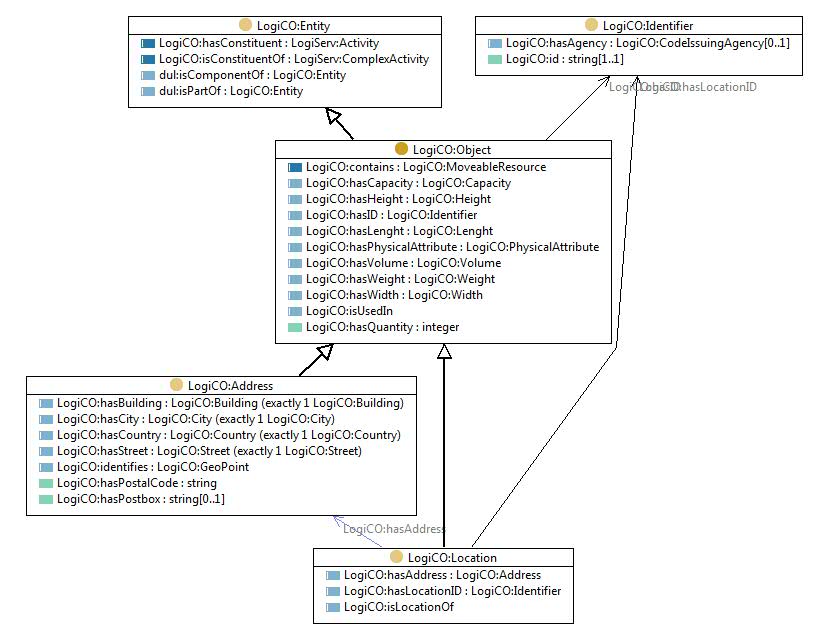 LogiCO:Entity
LogiCO:hasConstituent : LogiServ:Activity
LogiCO:isConstituentOf : LogiServ:ComplexActivity
dul:isComponentOf : LogiCO:Entity
dul:isPartOf : LogiCO:Entity
LogiCO:Identifier
LogiCO:hasAgency : LogiCO:CodeIssuingAgency[0..1]
LogiCO:id : string[1..1]
LogiCO:hasLocationID
LogiCO:Object
LogiCO:contains : LogiCO:MoveableResource
LogiCO:hasCapacity : LogiCO:Capacity
LogiCO:hasHeight : LogiCO:Height
LogiCO:hasID : LogiCO:Identifier
LogiCO:hasLenght : LogiCO:Lenght
LogiCO:hasPhysicalAttribute : LogiCO:PhysicalAttribute
LogiCO:hasVolume : LogiCO:Volume
LogiCO:hasWeight : LogiCO:Weight
LogiCO:hasWidth : LogiCO:Width
LogiCO:isUsedIn
LogiCO:hasQuantity : integer
LogiCO:Address
LogiCO:hasBuilding : LogiCO:Building (exactly 1 LogiCO:Building)
LogiCO:hasCity : LogiCO:City (exactly 1 LogiCO:City)
LogiCO:hasCountry : LogiCO:Country (exactly 1 LogiCO:Country)
LogiCO:hasStreet : LogiCO:Street (exactly 1 LogiCO:Street)
LogiCO:identifies : LogiCO:GeoPoint
LogiCO:hasPostalCode : string
LogiCO:hasPostbox : string[0..1]
LogiCO:hasAddress
LogiCO:Location
LogiCO:hasAddress : LogiCO:Address
LogiCO:hasLocationID : LogiCO:Identifier
LogiCO:isLocationOf